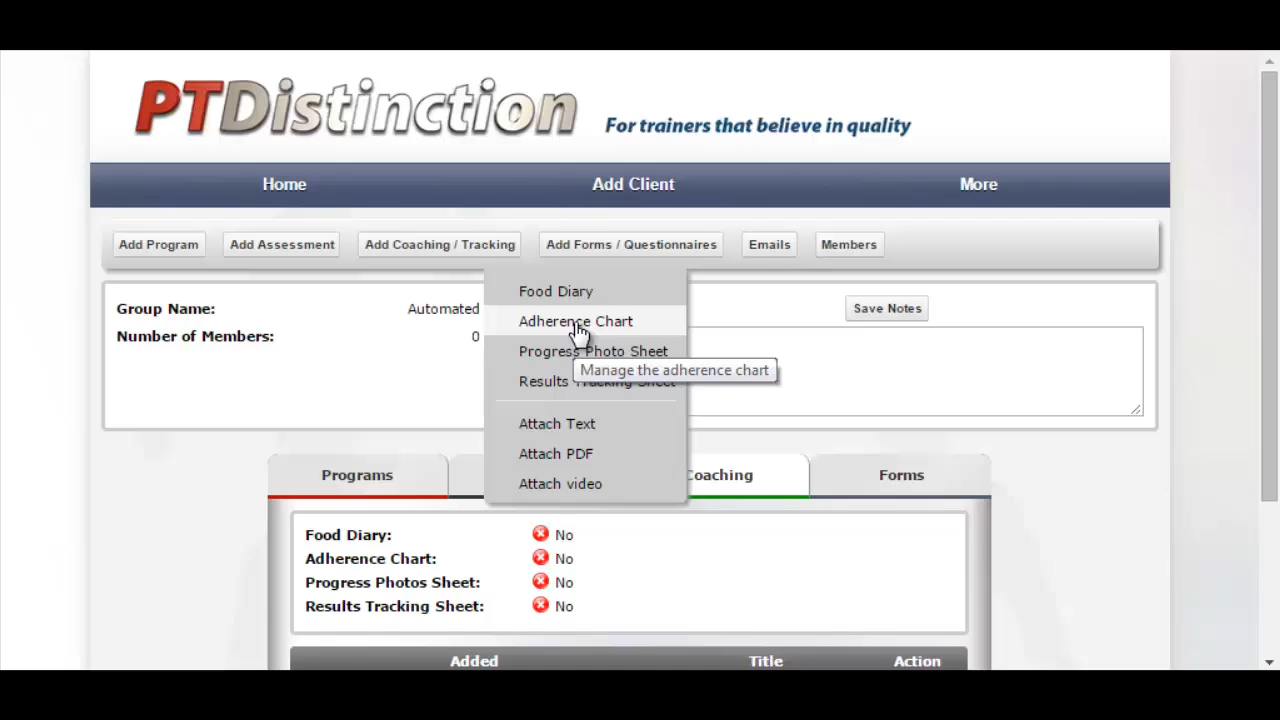 PTDistinction
For trainers that believe in quality
Home Add Client More
Add Program Add Assessment Add Coaching / Tracking Add Forms / Questionnaires Emails Members
Food Diary
Adherence Chart
Progress Photo Sheet
Manage the adherence chart
Results Tracking Sheet
Attach Text
Attach PDF
Attach video
Group Name: Automated
Number of Members: 0
Save Notes
Programs Coaching Forms
Food Diary: No
Adherence Chart: No
Progress Photos Sheet: No
Results Tracking Sheet: No
Added Title Action